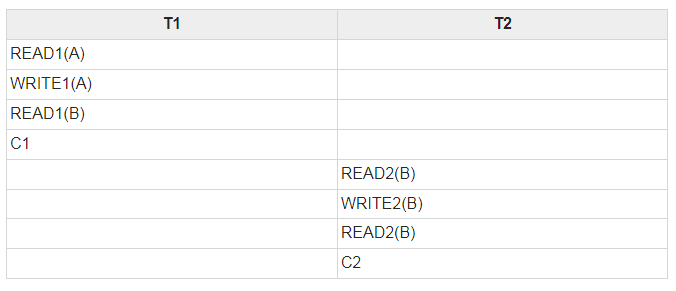 T1 T2
READ1(A)
WRITE1(A)
READ1(B)
C1
READ2(B)
WRITE2(B)
READ2(B)
C2